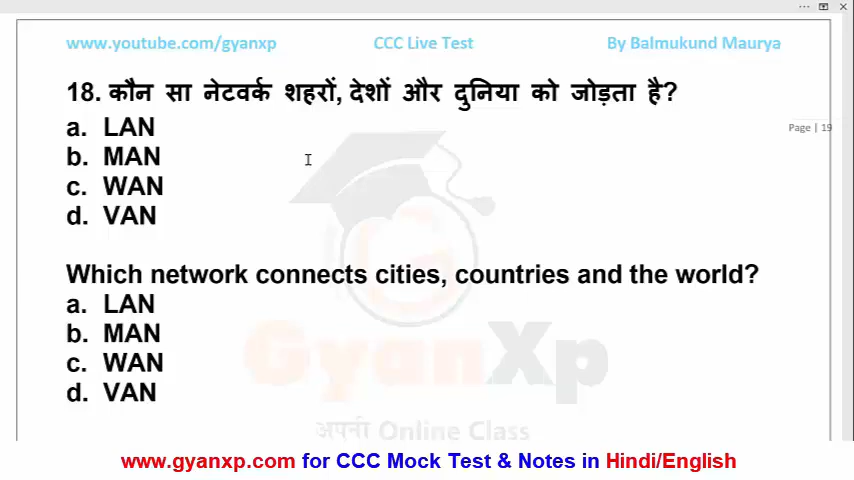 www.youtube.com/gyanxp CCC Live Test By Balmukund Maurya
18. कौन सा नेटवर्क शहरों, देशों और दुनिया को जोड़ता है?
Page | 19
a. LAN
b. MAN
c. WAN
d. VAN
Which network connects cities, countries and the world?
a. LAN
b. MAN
c. WAN
d. VAN
GyanXp
अपनी Online Class
www.gyanxp.com for CCC Mock Test & Notes in Hindi/English